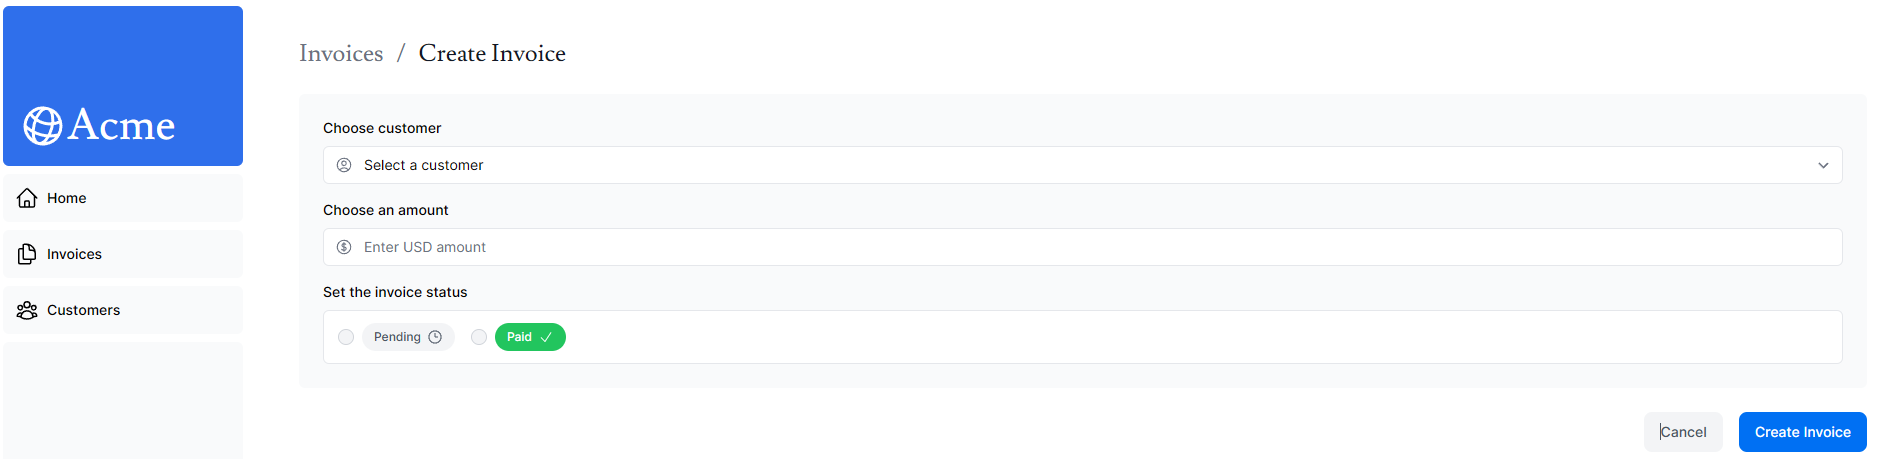 Acme
Home
Invoices
Customers
Invoices / Create Invoice
Choose customer
Select a customer
Choose an amount
Enter USD amount
Set the invoice status
Pending Paid
Cancel Create Invoice